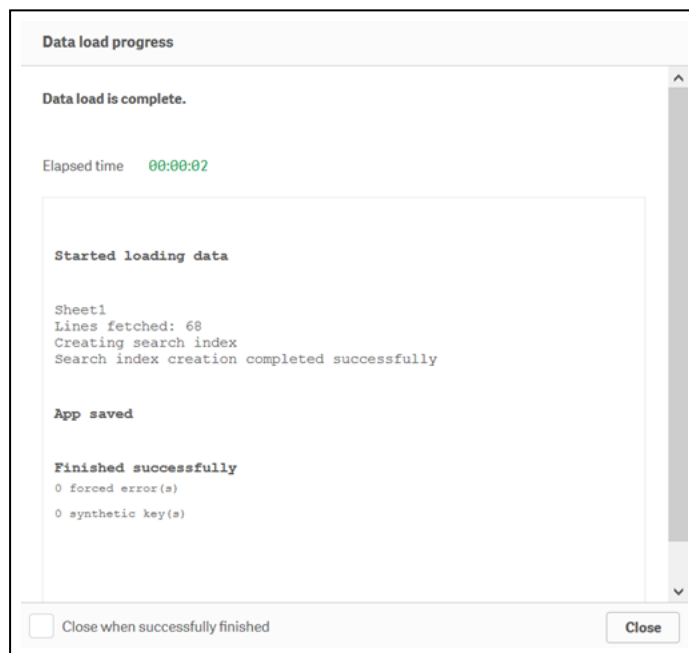 Data load progress
Data load is complete.
Elapsed time 00:00:02
Started loading data
Sheet1
Lines fetched: 68
Creating search index
Search index creation completed successfully
App saved
Finished successfully
0 forced error(s)
0 synthetic key(s)
Close when successfully finished Close